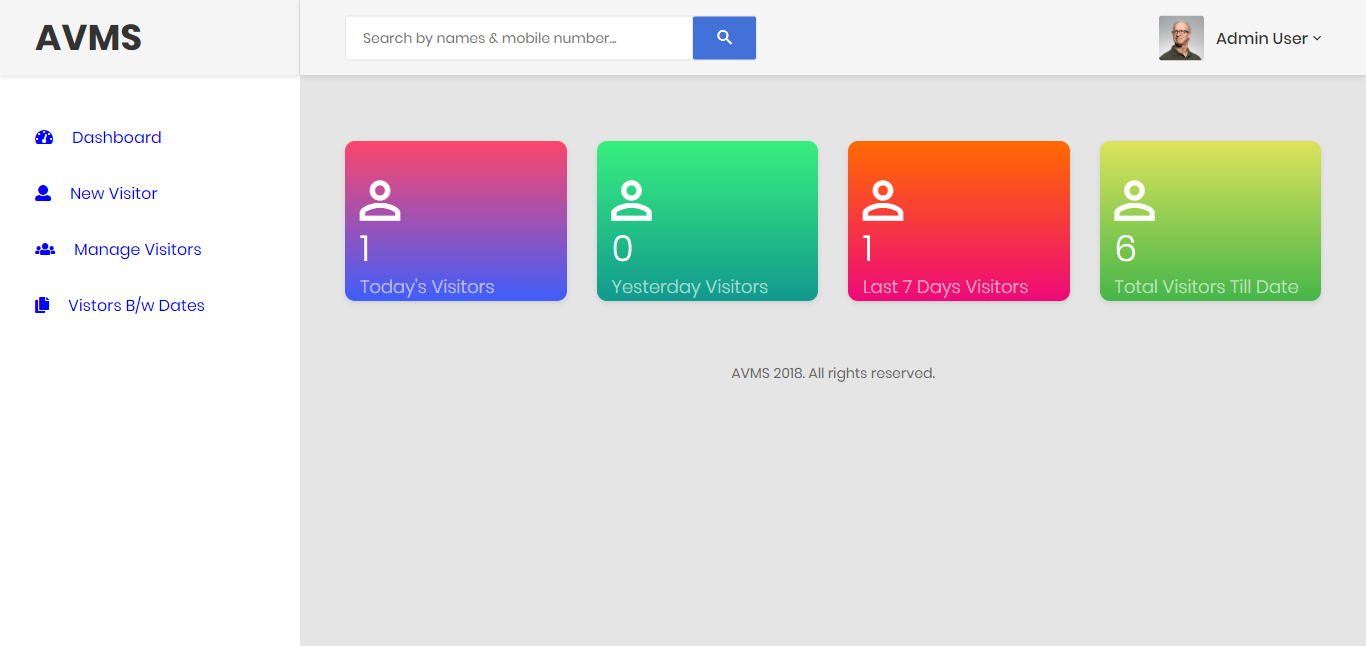 AVMS
Search by names & mobile number...
Admin User
Dashboard
New Visitor
Manage Visitors
Vistors B/w Dates
1
Today's Visitors
0
Yesterday Visitors
1
Last 7 Days Visitors
6
Total Visitors Till Date
AVMS 2018. All rights reserved.